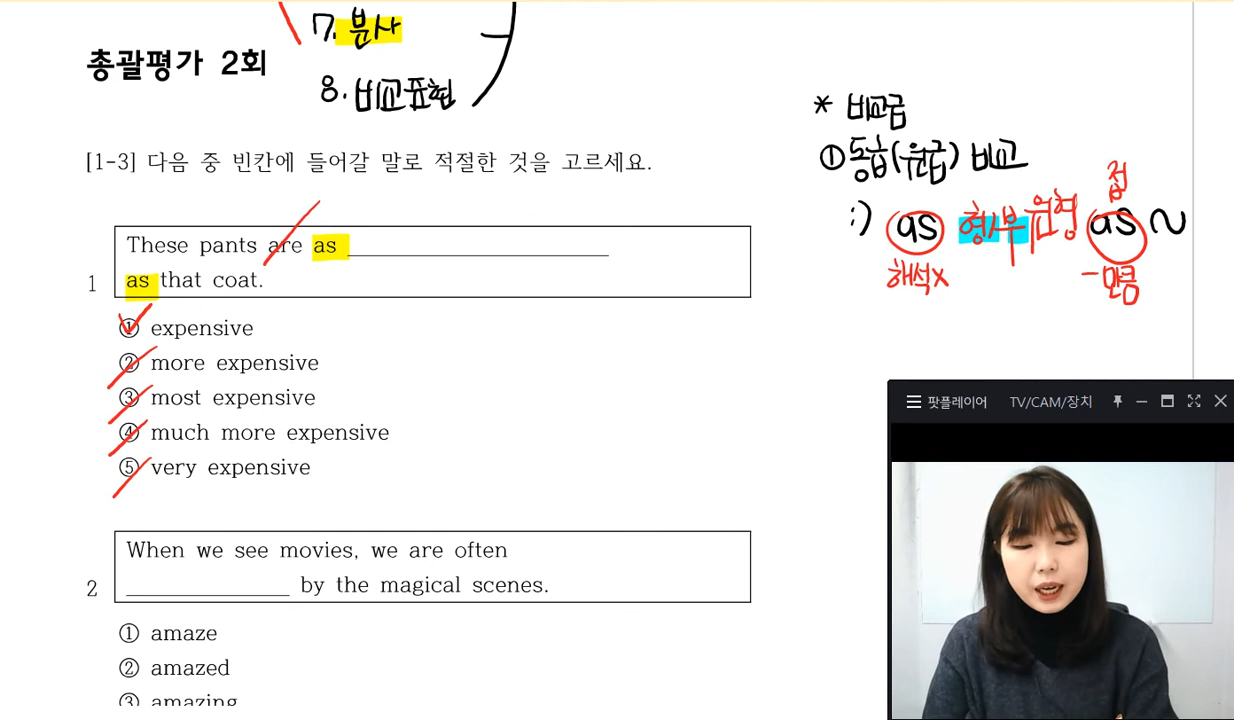 7. 분사
8. 비교표현
총괄평가 2회
[1-3] 다음 중 빈칸에 들어갈 말로 적절한 것을 고르세요.
1
These pants are as ______________________
as that coat.
① expensive
② more expensive
③ most expensive
④ much more expensive
⑤ very expensive
2
When we see movies, we are often
______________ by the magical scenes.
① amaze
② amazed
③ amazing
* 비교급
① 동급(원급) 비교
접
:) as 형/부 원형 as ~
해석x -만큼
팟플레이어 TV/CAM/장치